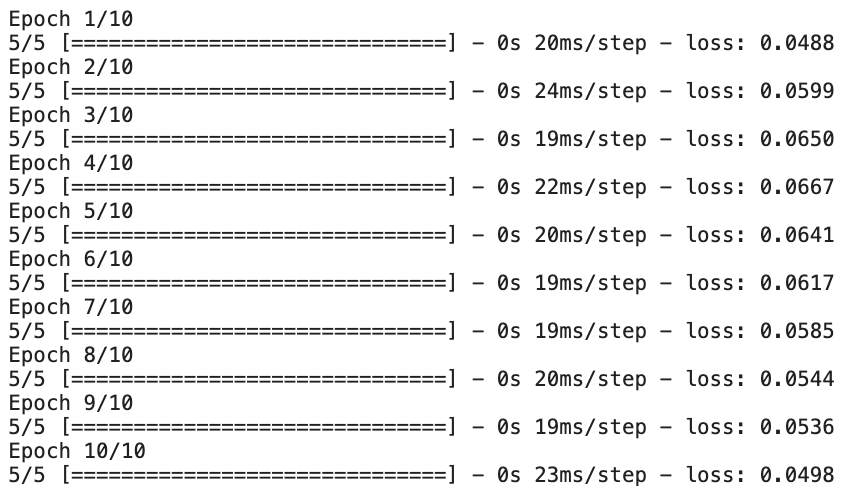 Epoch 1/10
5/5 [==============================] - 0s 20ms/step - loss: 0.0488
Epoch 2/10
5/5 [==============================] - 0s 24ms/step - loss: 0.0599
Epoch 3/10
5/5 [==============================] - 0s 19ms/step - loss: 0.0650
Epoch 4/10
5/5 [==============================] - 0s 22ms/step - loss: 0.0667
Epoch 5/10
5/5 [==============================] - 0s 20ms/step - loss: 0.0641
Epoch 6/10
5/5 [==============================] - 0s 19ms/step - loss: 0.0617
Epoch 7/10
5/5 [==============================] - 0s 19ms/step - loss: 0.0585
Epoch 8/10
5/5 [==============================] - 0s 20ms/step - loss: 0.0544
Epoch 9/10
5/5 [==============================] - 0s 19ms/step - loss: 0.0536
Epoch 10/10
5/5 [==============================] - 0s 23ms/step - loss: 0.0498